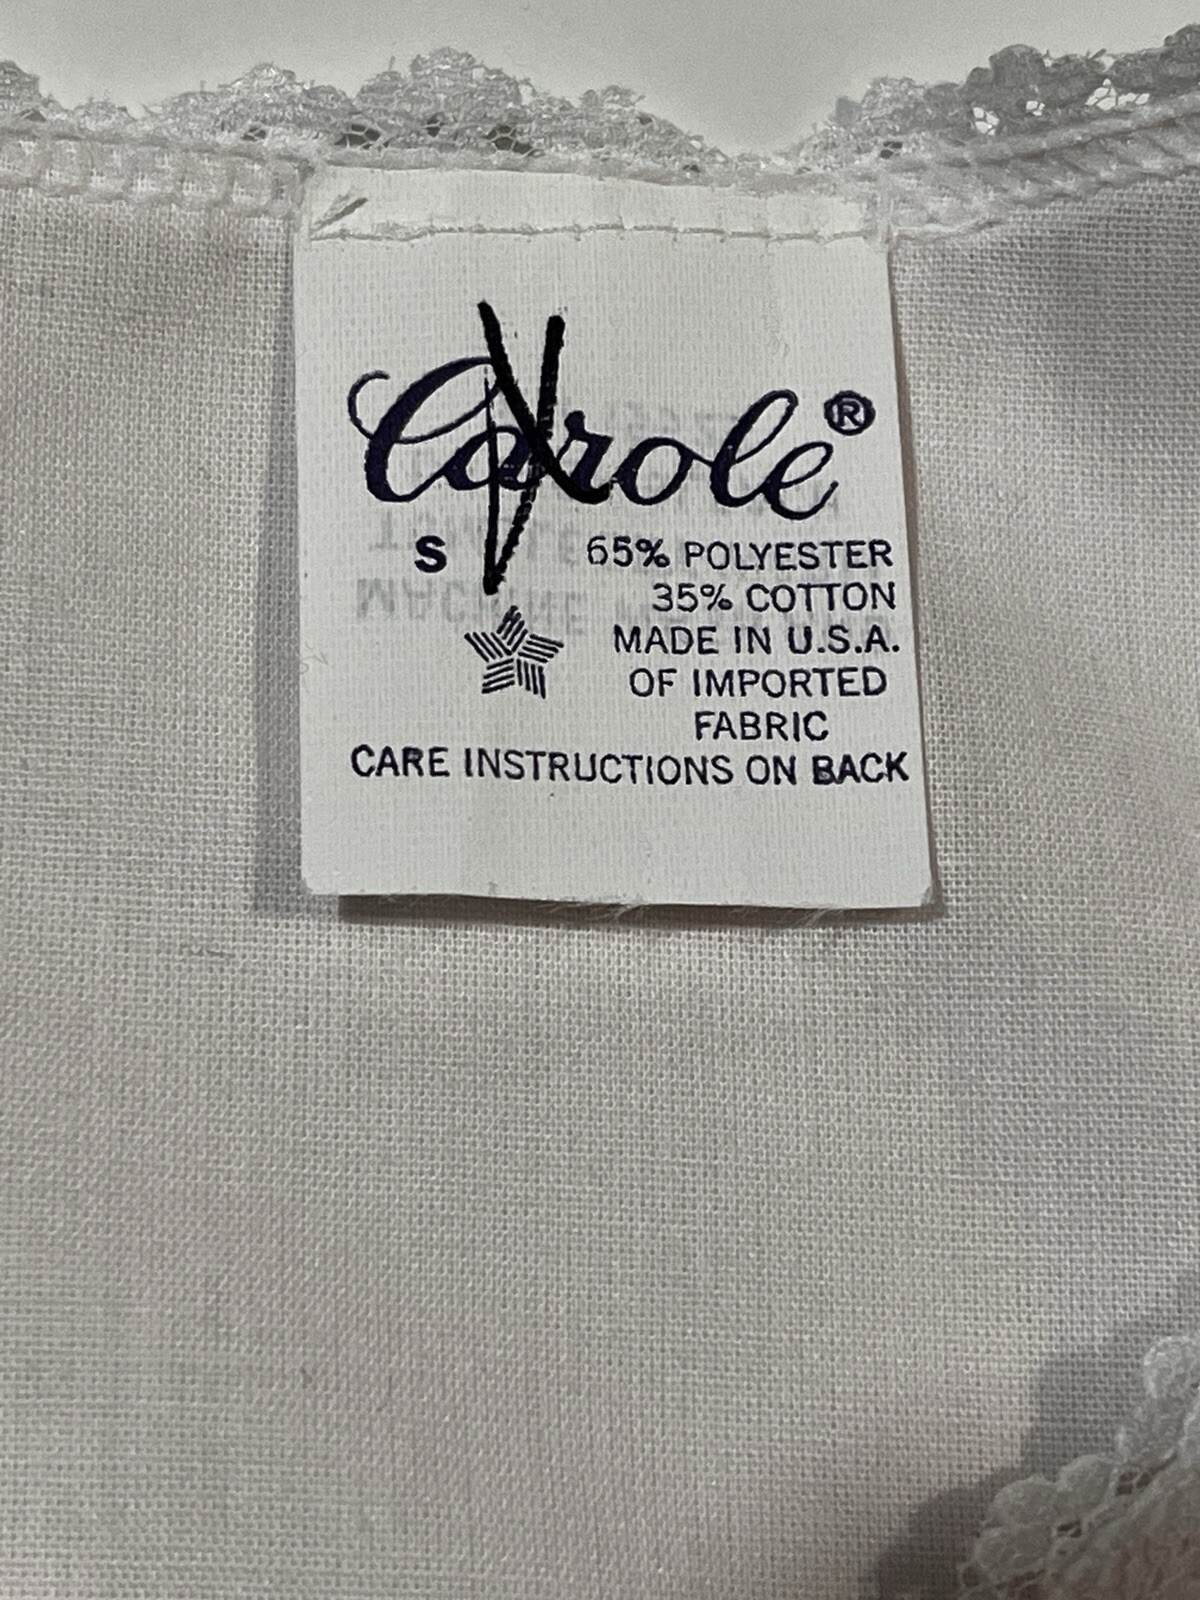 Carole®
S 65% POLYESTER
35% COTTON
MADE IN U.S.A.
OF IMPORTED
FABRIC
CARE INSTRUCTIONS ON BACK